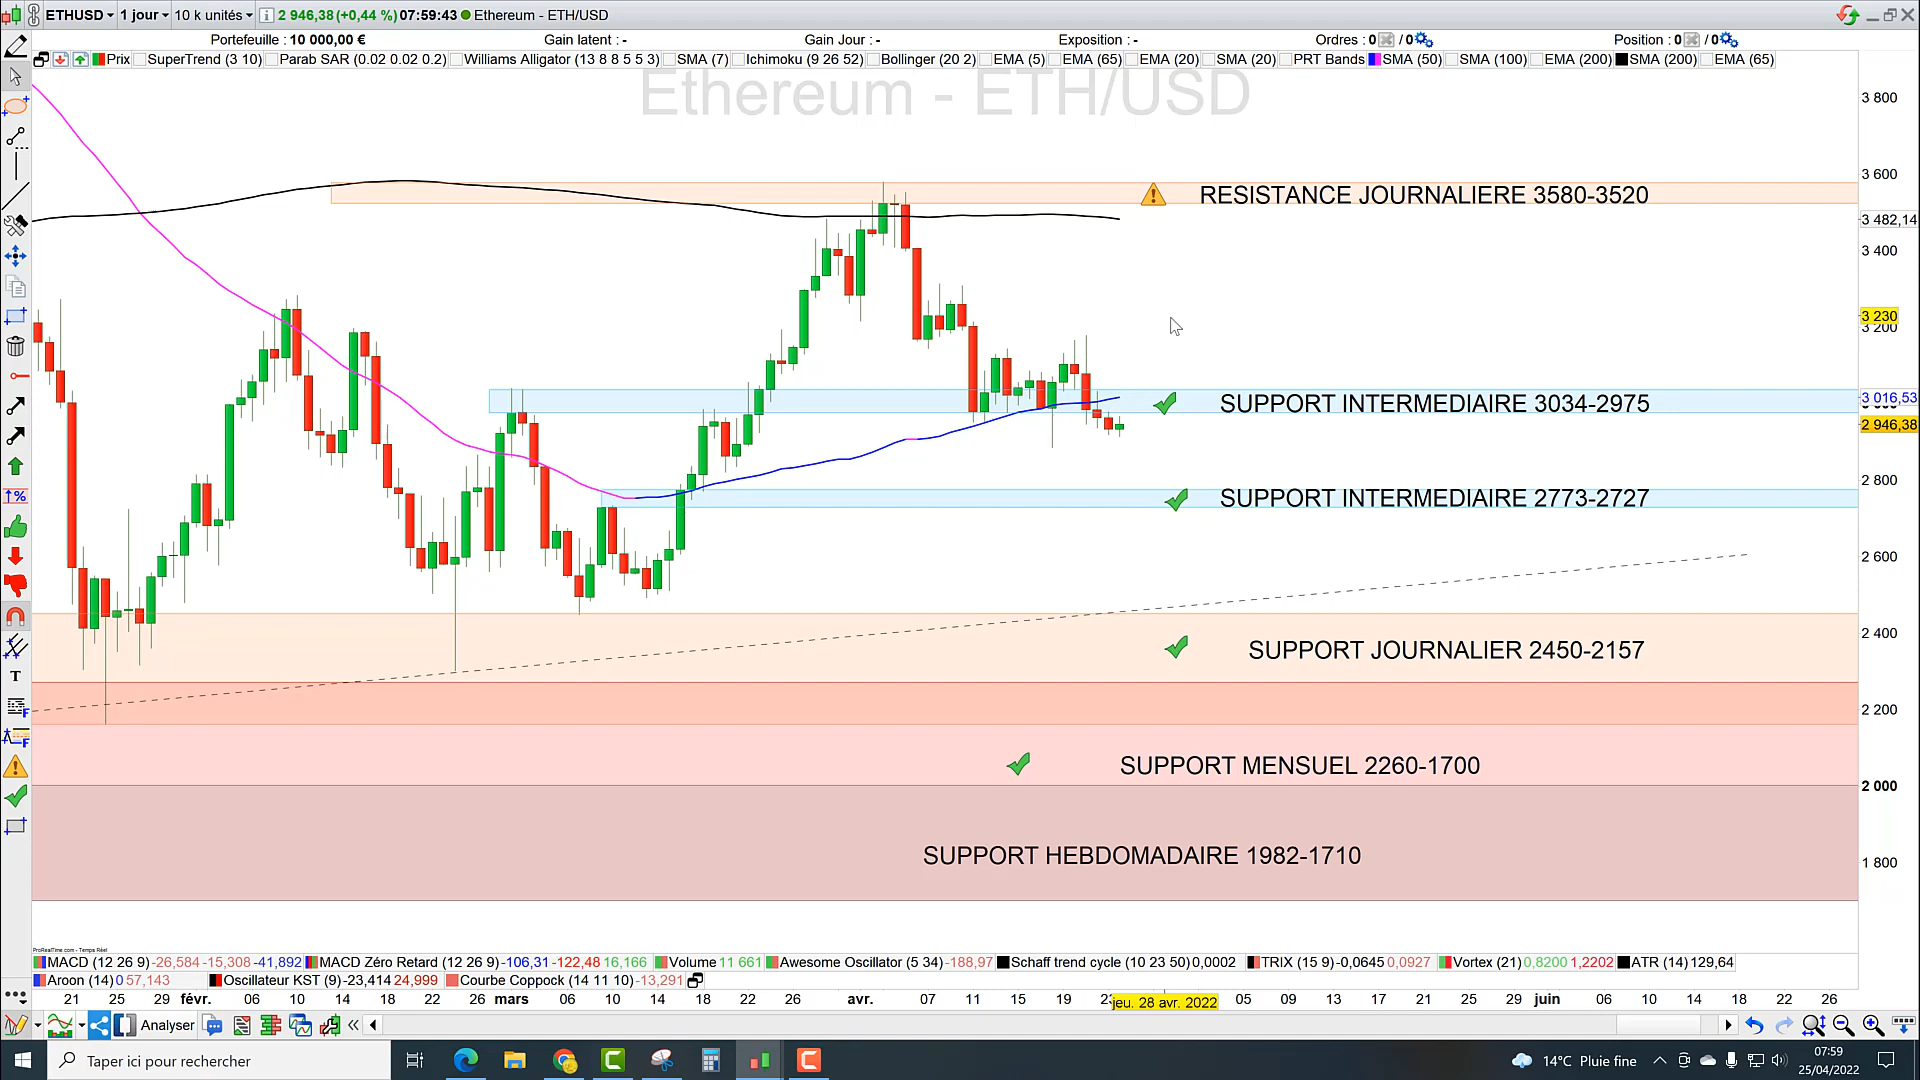 ETHUSD 1 jour 10 k unités 2 946,38 (+0,44 %) 07:59:43 Ethereum - ETH/USD
Portefeuille : 10 000,00 € Gain latent : - Gain Jour : - Exposition : - Ordres : 0 / 0 Position : 0 / 0
Prix SuperTrend (3 10) Parab SAR (0.02 0.02 0.2) Williams Alligator (13 8 8 5 5 3) SMA (7) Ichimoku (9 26 52) Bollinger (20 2) EMA (5) EMA (65) EMA (20) SMA (20) PRT Bands SMA (50) SMA (100) EMA (200) SMA (200) EMA (65)
Ethereum - ETH/USD
3 800
3 600
RESISTANCE JOURNALIERE 3580-3520
3 482,14
3 400
3 230
3 200
3 016,53
SUPPORT INTERMEDIAIRE 3034-2975
2 946,38
2 800
SUPPORT INTERMEDIAIRE 2773-2727
2 600
2 400
SUPPORT JOURNALIER 2450-2157
2 200
SUPPORT MENSUEL 2260-1700
2 000
SUPPORT HEBDOMADAIRE 1982-1710
1 800
ProRealTime.com - Temps Réel
MACD (12 26 9) -26,584 -15,308 -41,892 MACD Zéro Retard (12 26 9) -106,31 -122,48 16,166 Volume 11 661 Awesome Oscillator (5 34) -188,97 Schaff trend cycle (10 23 50) 0,0002 TRIX (15 9) -0,0645 0,0927 Vortex (21) 0,8200 1,2202 ATR (14) 129,64
Aroon (14) 0 57,143 Oscillateur KST (9) -23,414 24,999 Courbe Coppock (14 11 10) -13,291
21 25 29 févr. 06 10 14 18 22 26 mars 06 10 14 18 22 26 avr. 07 11 15 19 jeu. 28 avr. 2022 05 09 13 17 21 25 29 juin 06 10 14 18 22 26
Analyser
Taper ici pour rechercher
14°C Pluie fine
07:59
25/04/2022